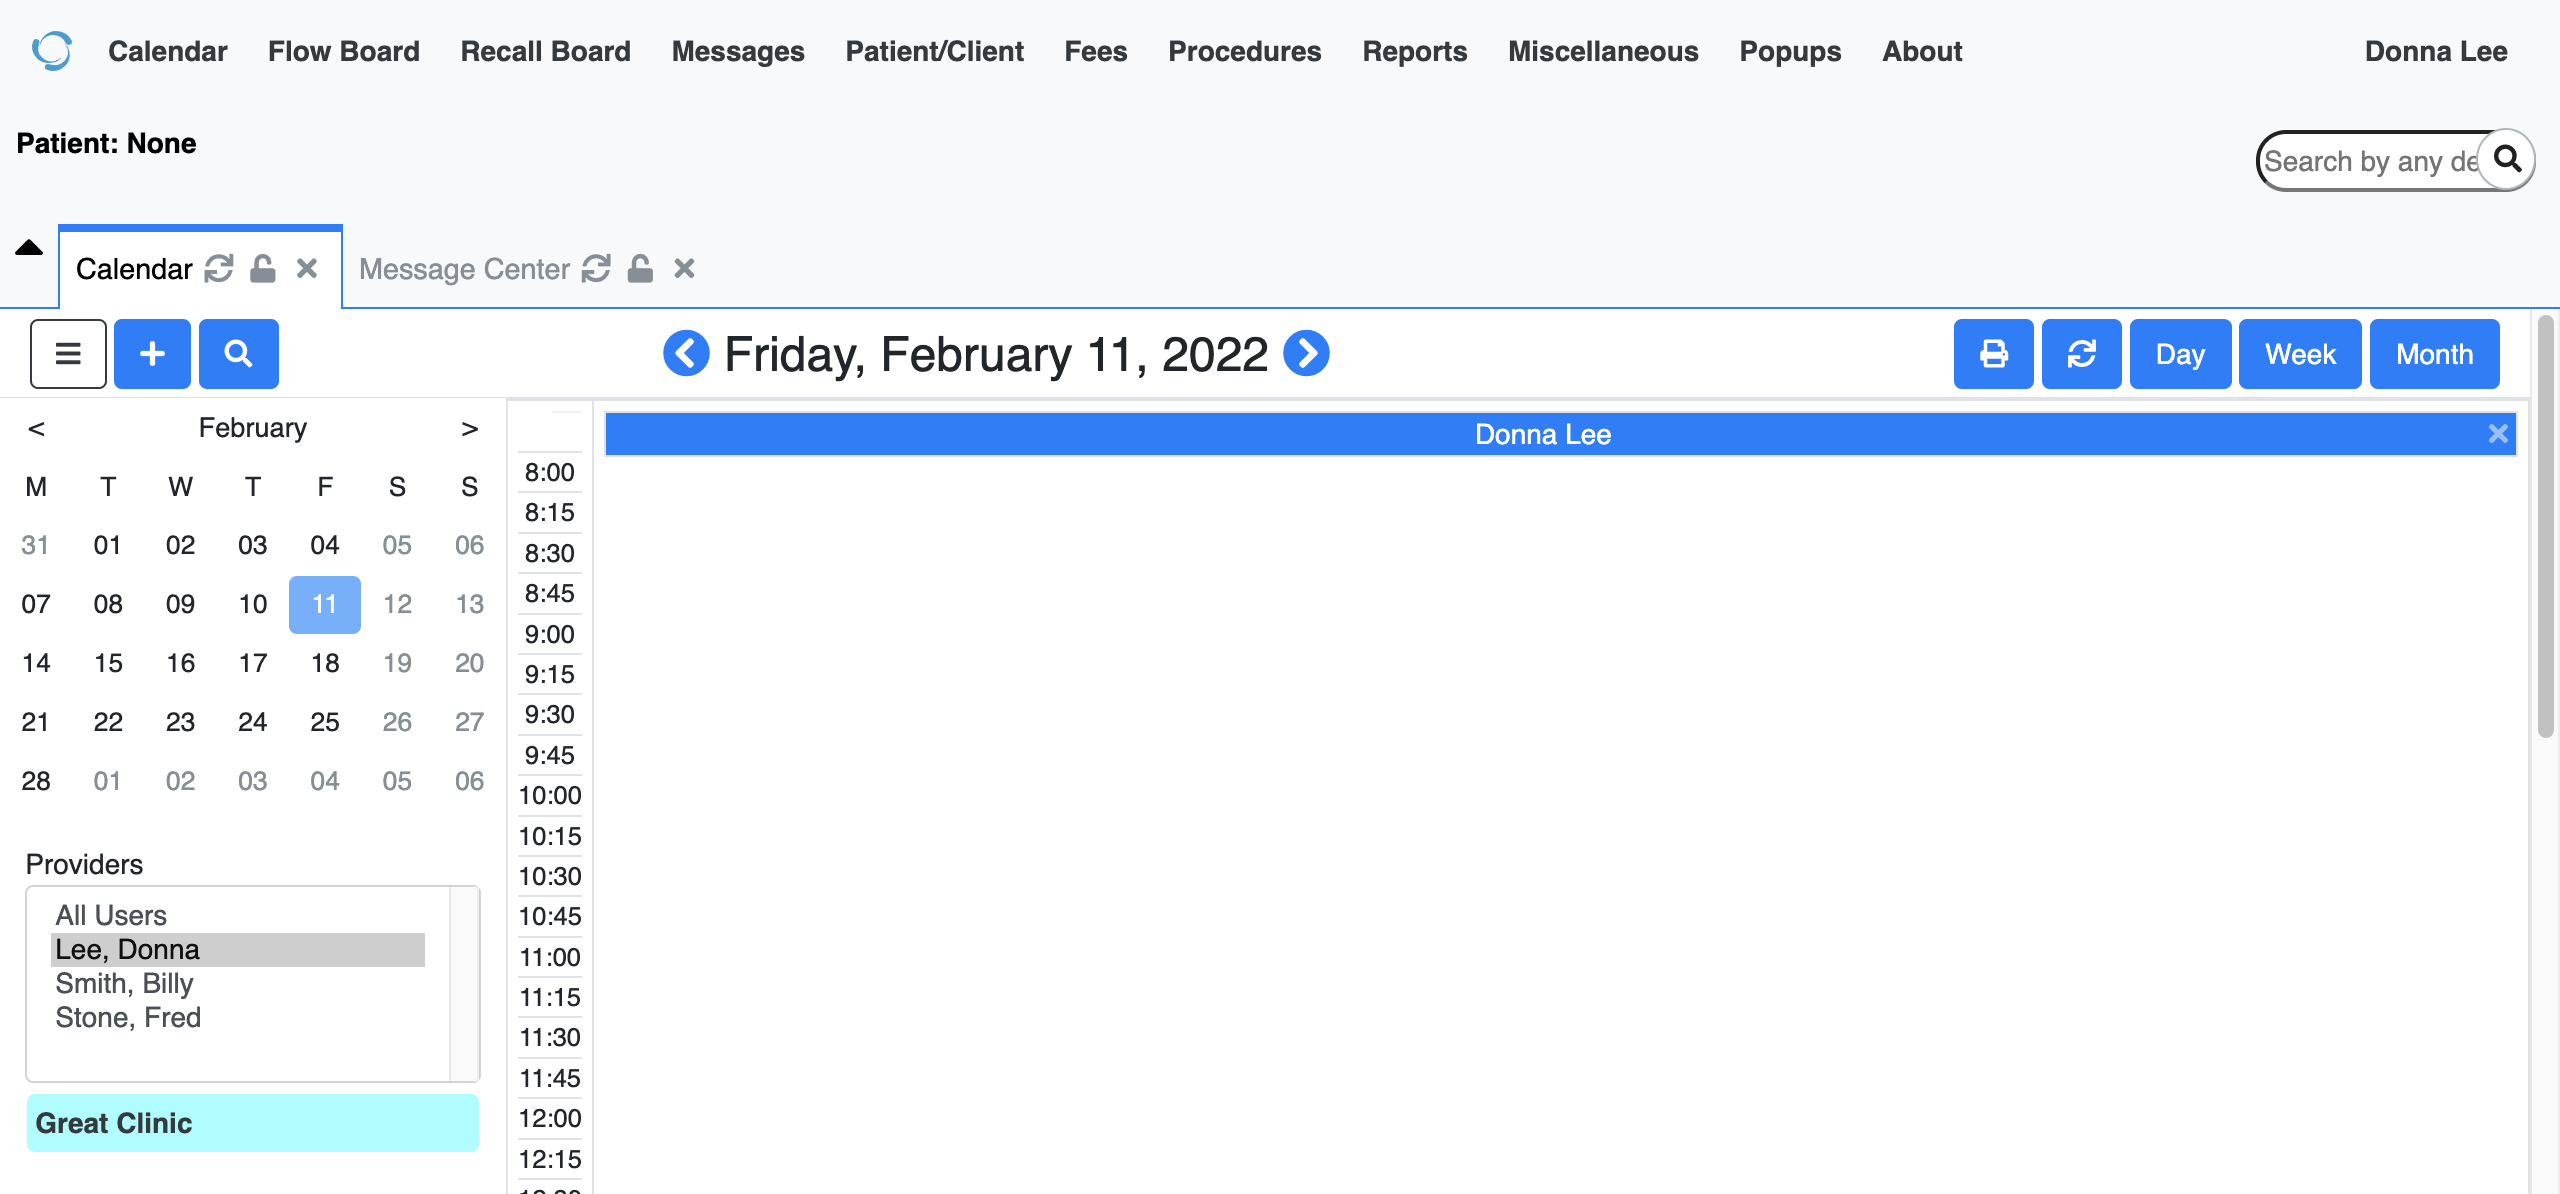 Calendar Flow Board Recall Board Messages Patient/Client Fees Procedures Reports Miscellaneous Popups About Donna Lee
Patient: None
Search by any de
Calendar Message Center
Friday, February 11, 2022
Day Week Month
< February >
M T W T F S S
31 01 02 03 04 05 06
07 08 09 10 11 12 13
14 15 16 17 18 19 20
21 22 23 24 25 26 27
28 01 02 03 04 05 06
Providers
All Users
Lee, Donna
Smith, Billy
Stone, Fred
Great Clinic
Donna Lee
8:00
8:15
8:30
8:45
9:00
9:15
9:30
9:45
10:00
10:15
10:30
10:45
11:00
11:15
11:30
11:45
12:00
12:15